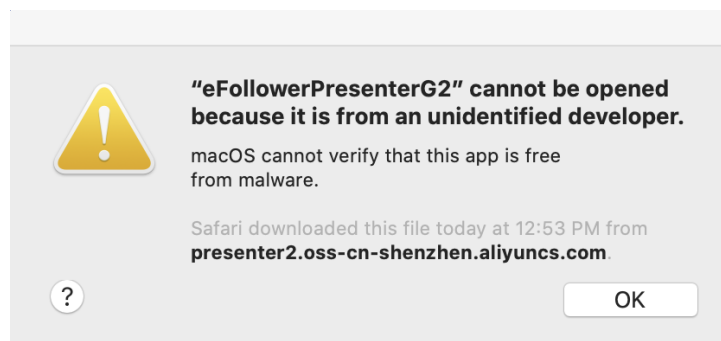 “eFollowerPresenterG2” cannot be opened
because it is from an unidentified developer.
macOS cannot verify that this app is free
from malware.
Safari downloaded this file today at 12:53 PM from
presenter2.oss-cn-shenzhen.aliyuncs.com.
?
OK